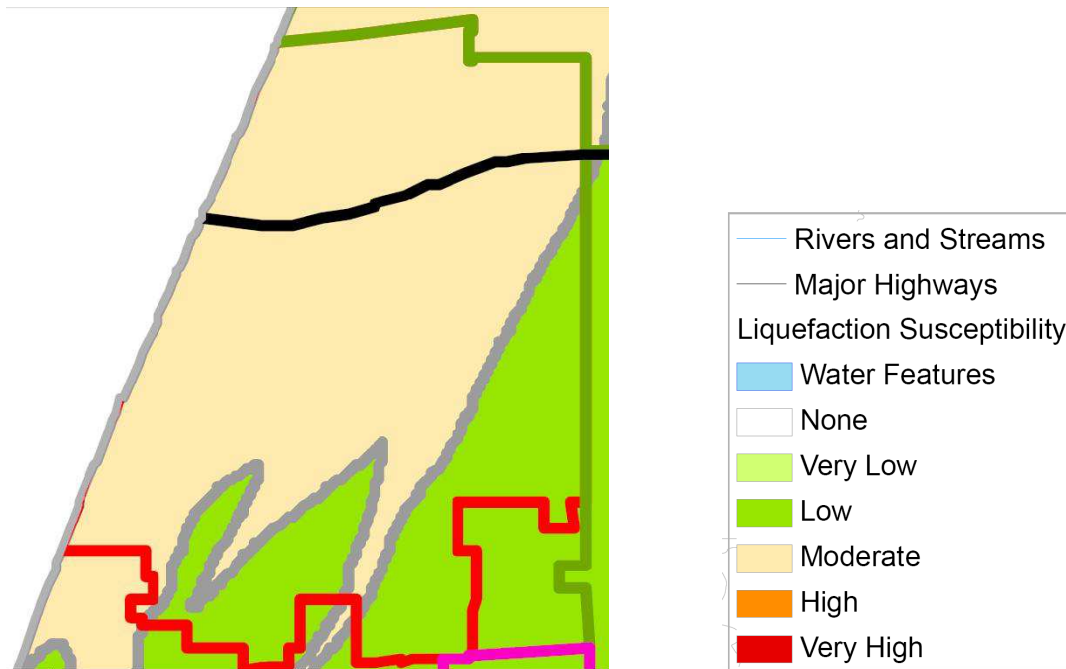 Rivers and Streams
Major Highways
Liquefaction Susceptibility
Water Features
None
Very Low
Low
Moderate
High
Very High